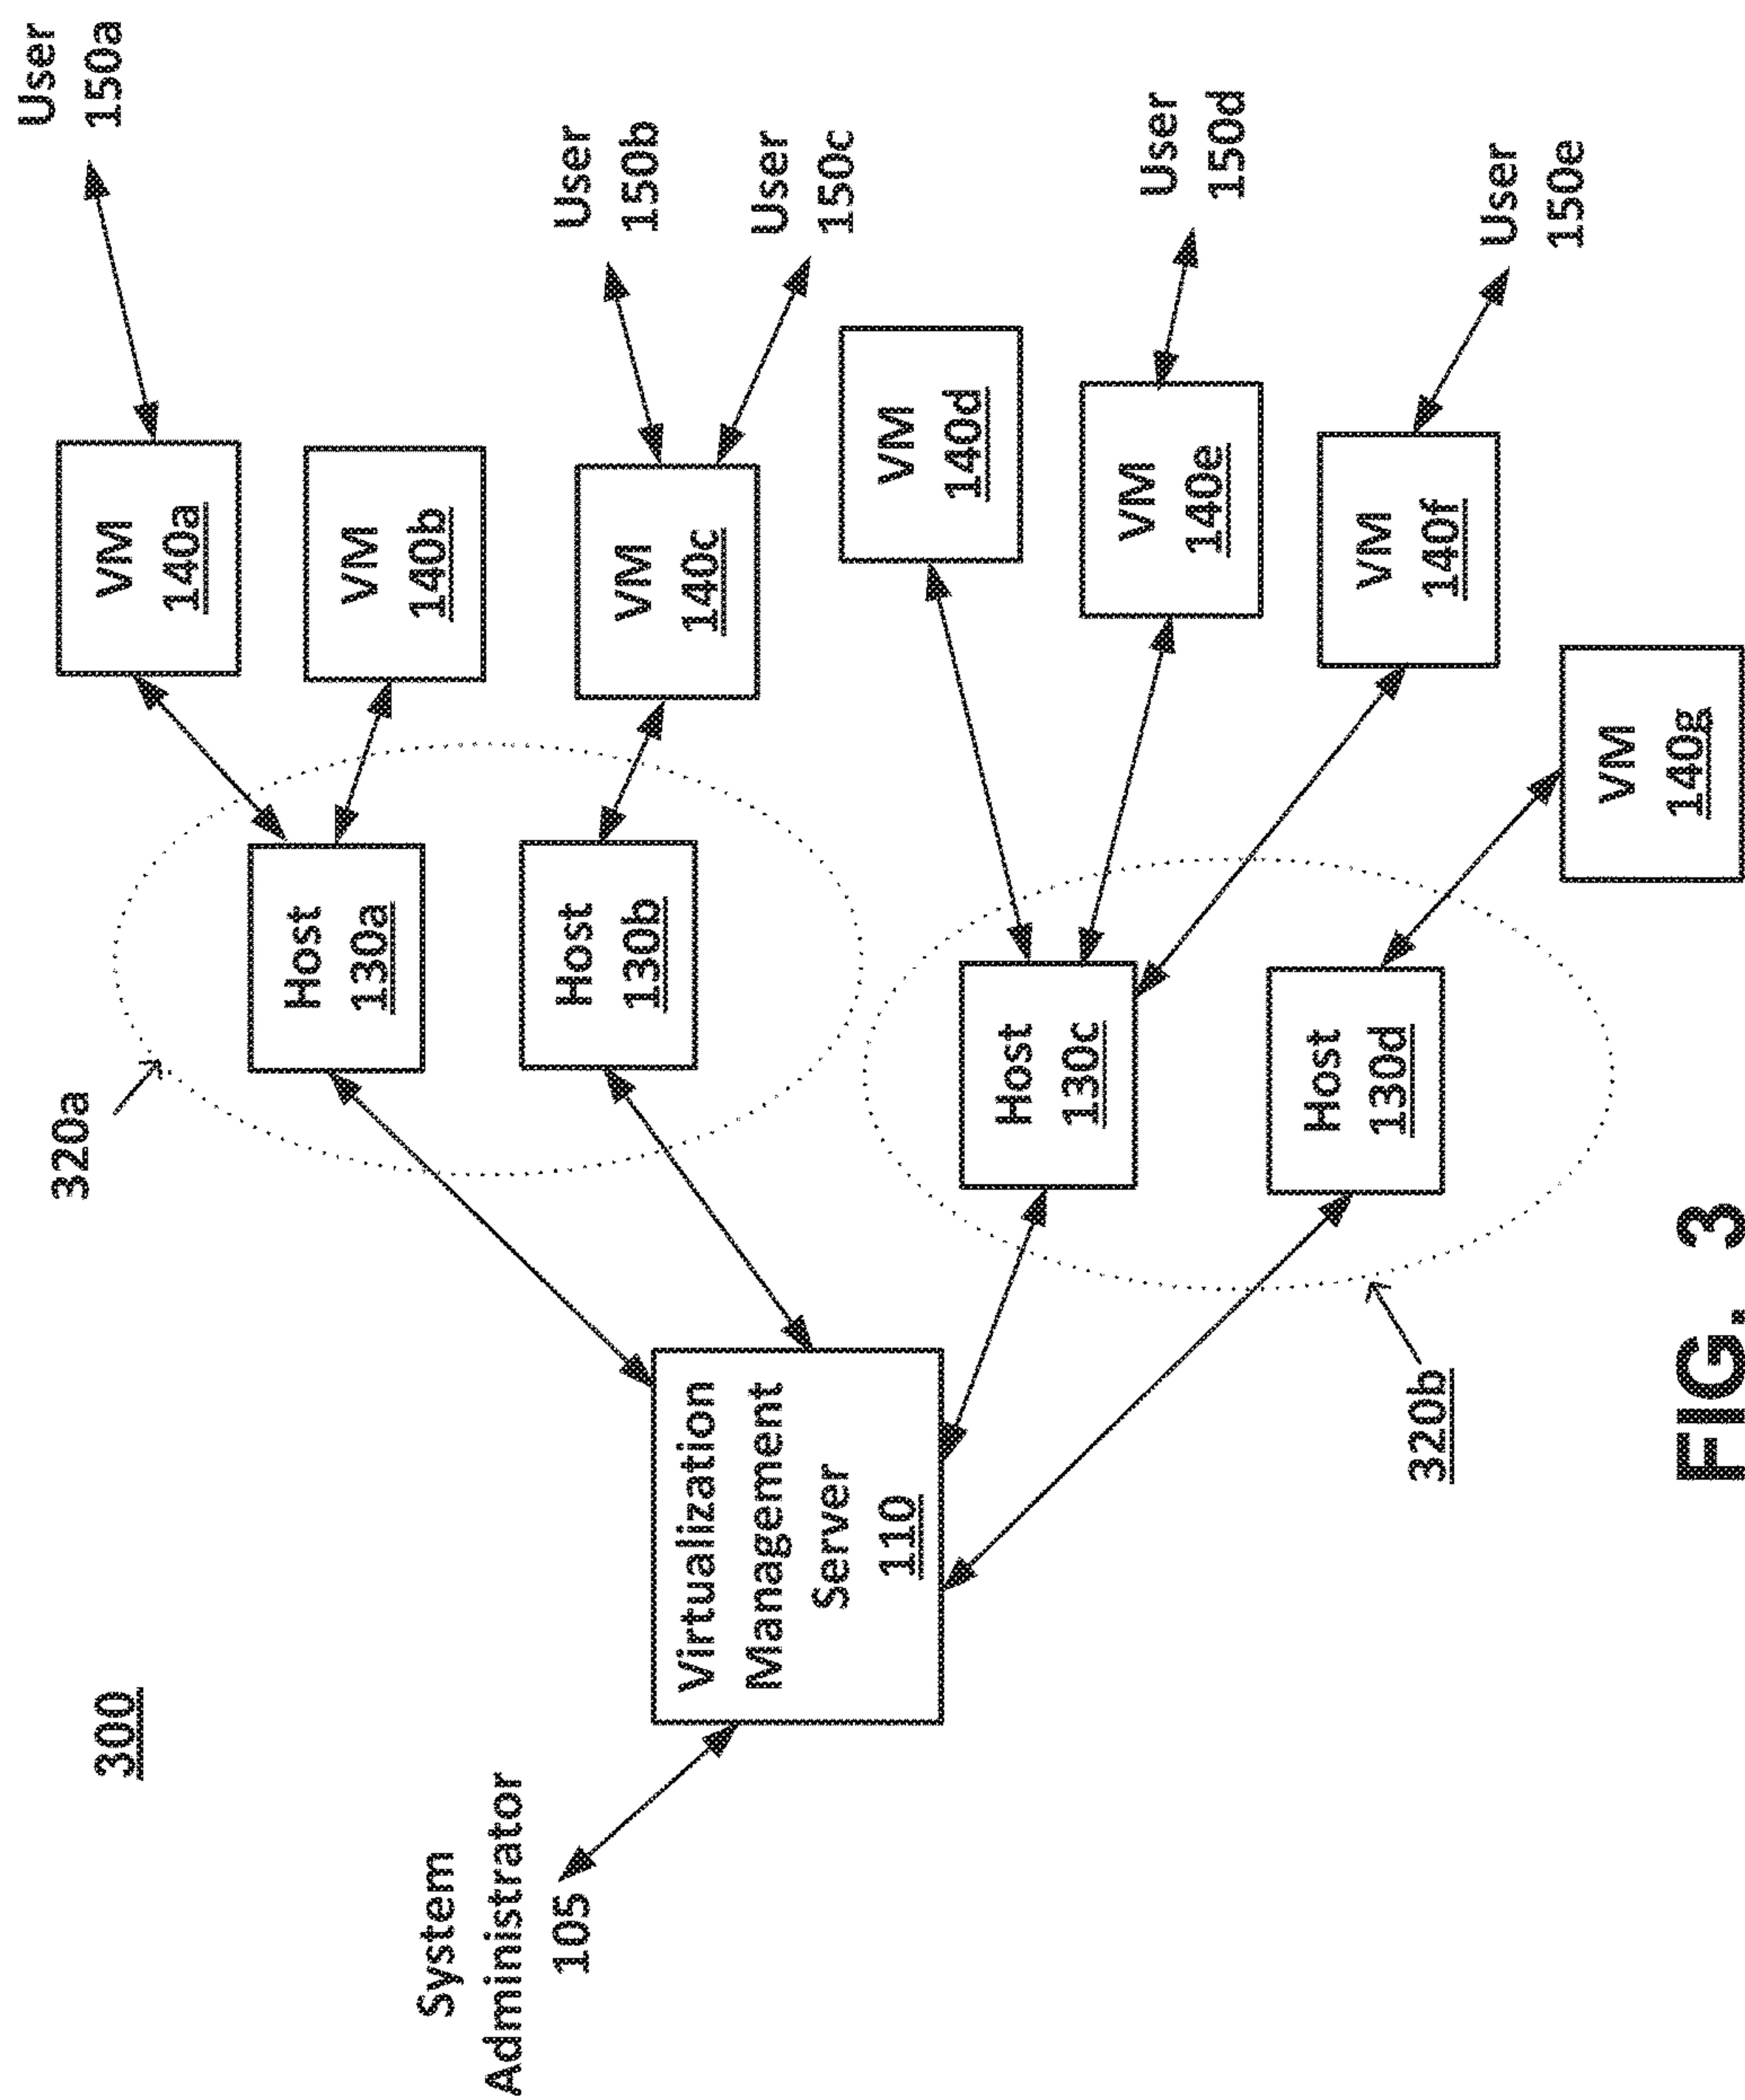 300
System
Administrator
105
Virtualization
Management
Server
110
320a
320b
Host
130a
Host
130b
Host
130c
Host
130d
VM
140a
VM
140b
VM
140c
VM
140d
VM
140e
VM
140f
VM
140g
User
150a
User
150b
User
150c
User
150d
User
150e
FIG. 3